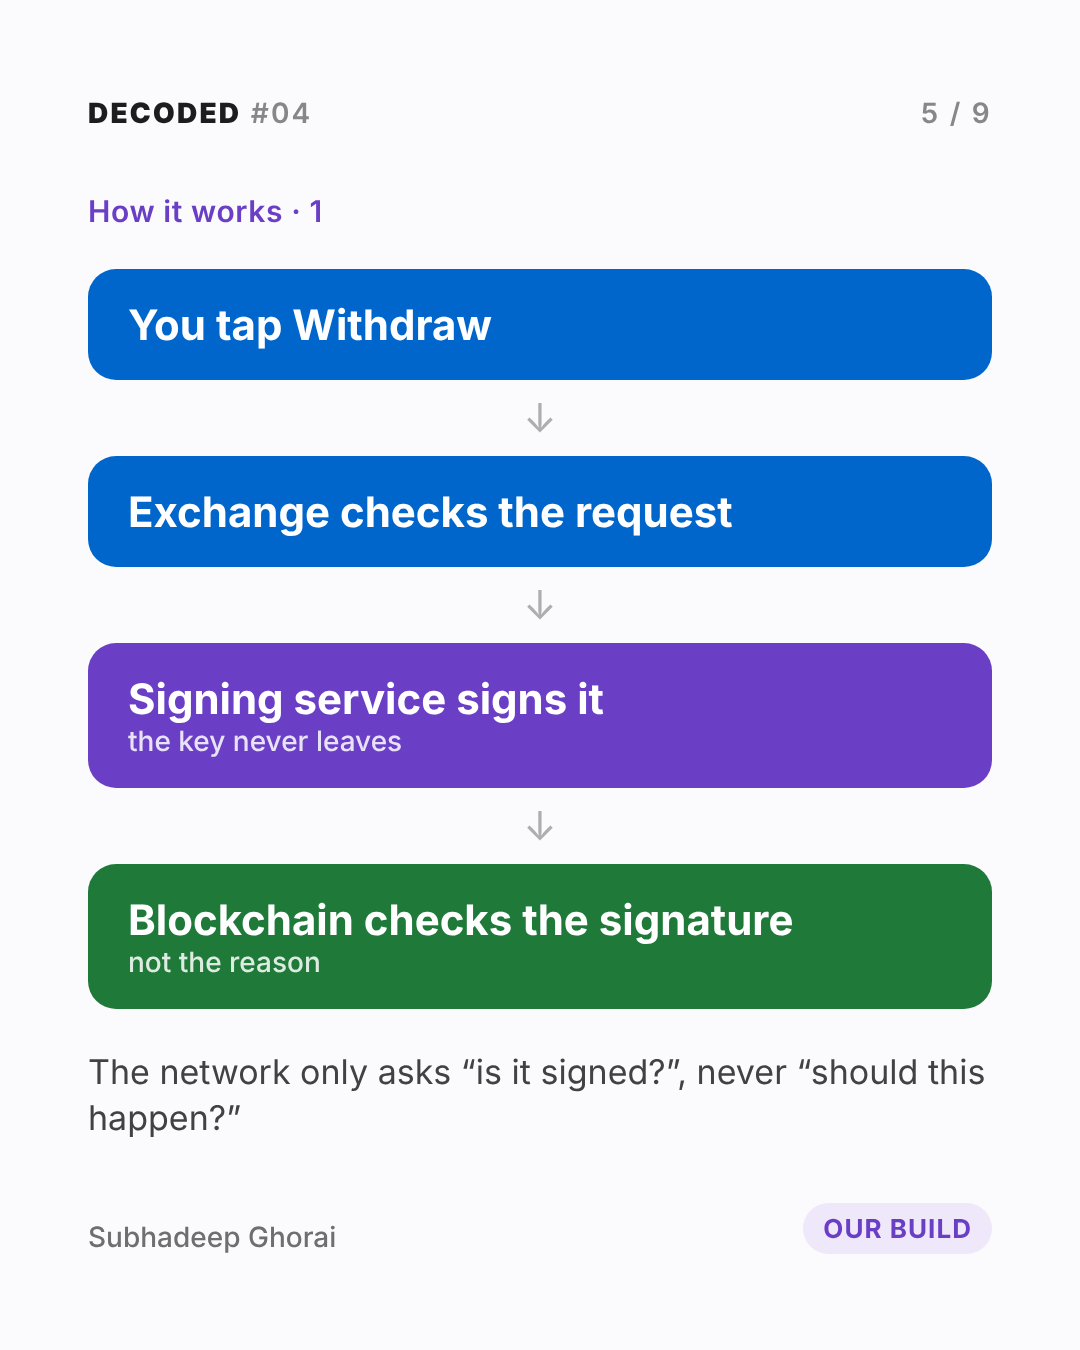 DECODED #04
5 / 9
How it works · 1
You tap Withdraw
↓
Exchange checks the request
↓
Signing service signs it
the key never leaves
↓
Blockchain checks the signature
not the reason
The network only asks “is it signed?”, never “should this
happen?”
Subhadeep Ghorai
OUR BUILD